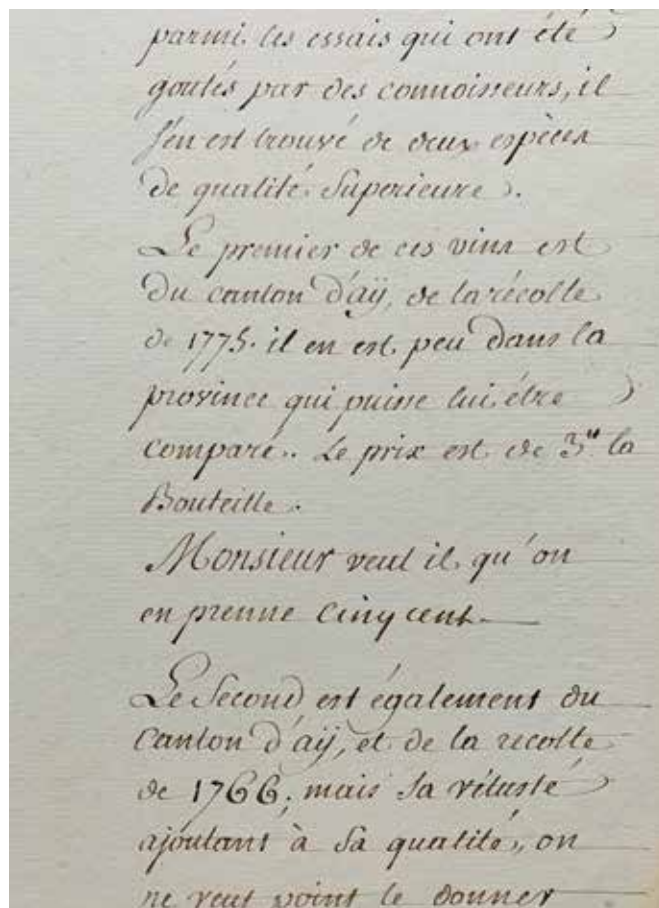 parmi les essais qui ont été
goutés par des connoisseurs, il
s'en est trouvé de deux espèces
de qualité Superieure.
Le premier de ces vins est
du canton d'aÿ, de la récolte
de 1775. il en est peu dans la
province qui puisse lui être
comparé. Le prix est de 3# la
Bouteille.
Monsieur veut il qu'on
en prenne Cinq cent.
Le Second est également du
Canton d'aÿ, et de la recolte
de 1766, mais sa vétusté
ajoutant à sa qualité, on
ne veut point le donner